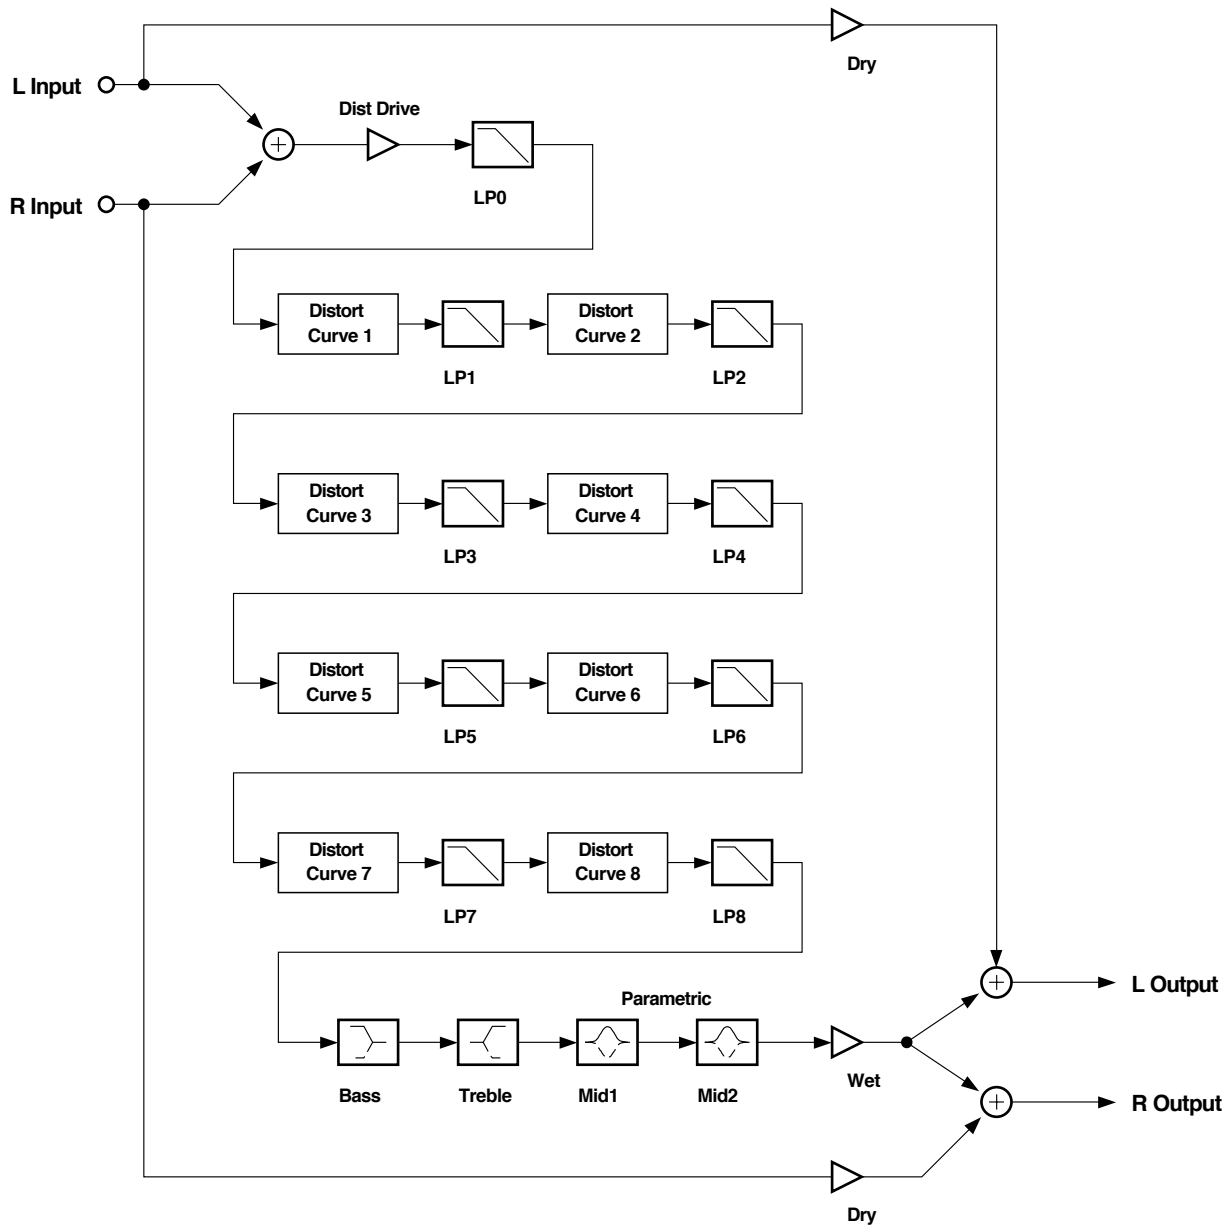 Dry
L Input
Dist Drive
LP0
R Input
Distort
Curve 1
Distort
Curve 2
LP1
LP2
Distort
Curve 3
Distort
Curve 4
LP3
LP4
Distort
Curve 5
Distort
Curve 6
LP5
LP6
Distort
Curve 7
Distort
Curve 8
LP7
LP8
L Output
Parametric
Bass
Treble
Mid1
Mid2
Wet
R Output
Dry